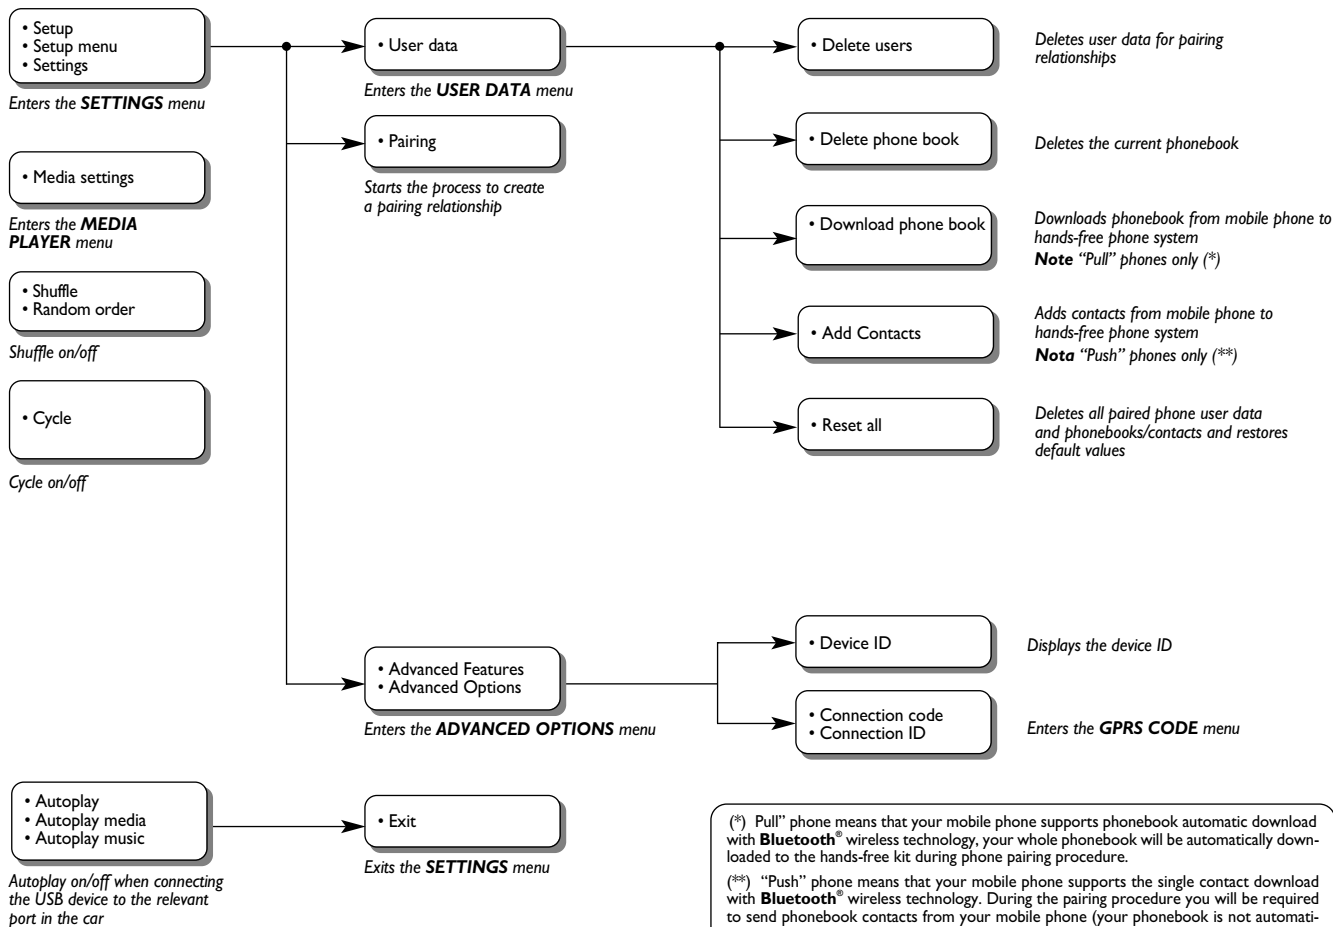 • Setup
• Setup menu
• Settings
Enters the SETTINGS menu
• Media settings
Enters the MEDIA
PLAYER menu
• Shuffle
• Random order
Shuffle on/off
• Cycle
Cycle on/off
• Autoplay
• Autoplay media
• Autoplay music
Autoplay on/off when connecting
the USB device to the relevant
port in the car
• User data
Enters the USER DATA menu
• Pairing
Starts the process to create
a pairing relationship
• Advanced Features
• Advanced Options
Enters the ADVANCED OPTIONS menu
• Exit
Exits the SETTINGS menu
• Delete users
Deletes user data for pairing
relationships
• Delete phone book
Deletes the current phonebook
• Download phone book
Downloads phonebook from mobile phone to
hands-free phone system
Note “Pull” phones only (*)
• Add Contacts
Adds contacts from mobile phone to
hands-free phone system
Nota “Push” phones only (**)
• Reset all
Deletes all paired phone user data
and phonebooks/contacts and restores
default values
• Device ID
Displays the device ID
• Connection code
• Connection ID
Enters the GPRS CODE menu
(*) Pull” phone means that your mobile phone supports phonebook automatic download
with Bluetooth® wireless technology, your whole phonebook will be automatically down-
loaded to the hands-free kit during phone pairing procedure.
(**) “Push” phone means that your mobile phone supports the single contact download
with Bluetooth® wireless technology. During the pairing procedure you will be required
to send phonebook contacts from your mobile phone (your phonebook is not automati-